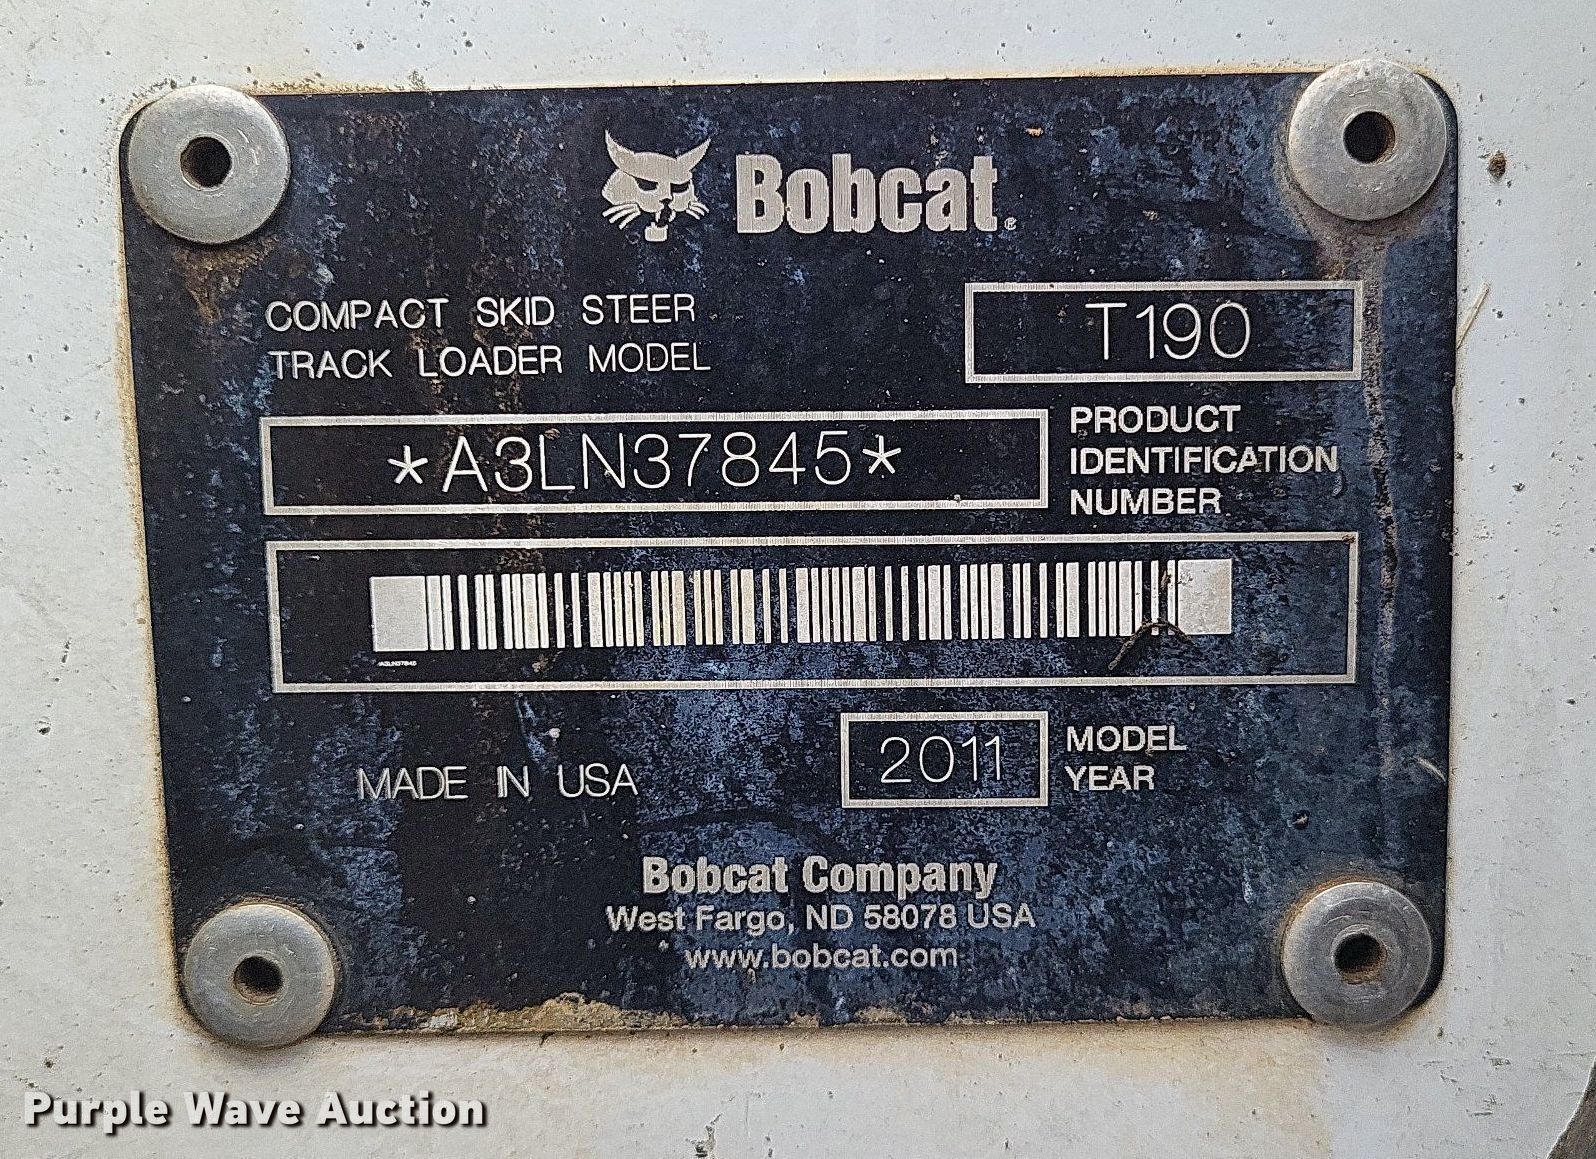 Bobcat®
COMPACT SKID STEER
TRACK LOADER MODEL
T190
*A3LN37845*
PRODUCT
IDENTIFICATION
NUMBER
*A3LN37845
MADE IN USA
2011
MODEL
YEAR
Bobcat Company
West Fargo, ND 58078 USA
www.bobcat.com
Purple Wave Auction